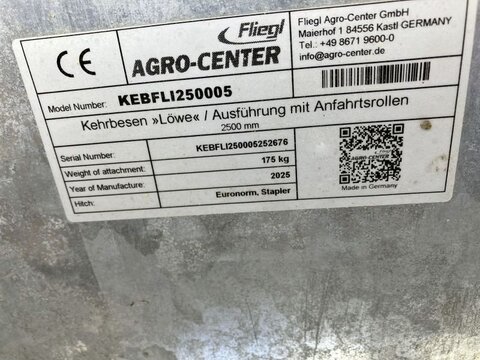 CE
Fliegl
AGRO-CENTER
Fliegl Agro-Center GmbH
Maierhof 1 84556 Kastl GERMANY
Tel.: +49 8671 9600-0
info@agro-center.de
Model Number: KEBFLI250005
Kehrbesen »Löwe« / Ausführung mit Anfahrtsrollen
2500 mm
Serial Number: KEBFLI250005252676
Weight of attachment: 175 kg
Year of Manufacture: 2025
Hitch: Euronorm, Stapler
Fliegl
AGRO-CENTER
Made in Germany